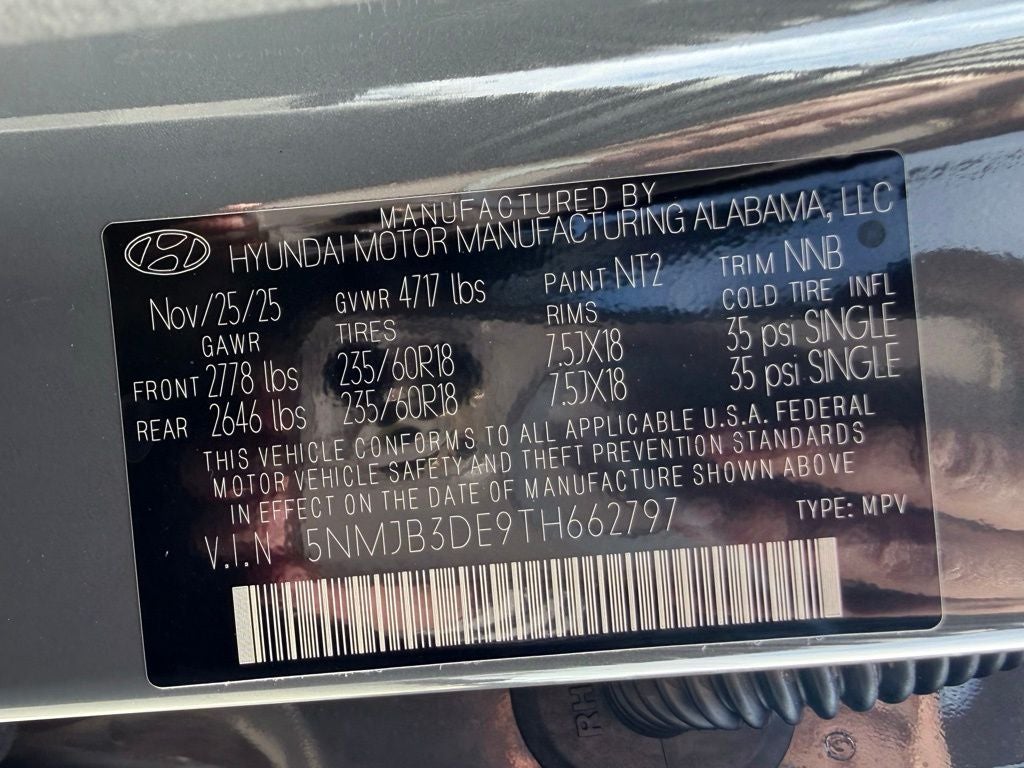 MANUFACTURED BY
HYUNDAI MOTOR MANUFACTURING ALABAMA, LLC
Nov/25/25 GVWR 4717 lbs PAINT NT2 TRIM NNB
GAWR TIRES RIMS COLD TIRE INFL
FRONT 2778 lbs 235/60R18 7.5JX18 35 psi SINGLE
REAR 2646 lbs 235/60R18 7.5JX18 35 psi SINGLE
THIS VEHICLE CONFORMS TO ALL APPLICABLE U.S.A. FEDERAL
MOTOR VEHICLE SAFETY AND THEFT PREVENTION STANDARDS
IN EFFECT ON THE DATE OF MANUFACTURE SHOWN ABOVE
V.I.N 5NMJB3DE9TH662797 TYPE: MPV
RH